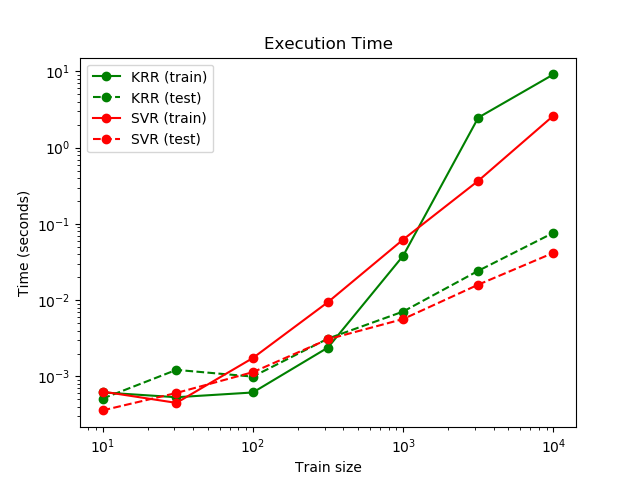 Execution Time
KRR (train)
KRR (test)
SVR (train)
SVR (test)
Time (seconds)
10¹
10⁰
10⁻¹
10⁻²
10⁻³
10¹ 10² 10³ 10⁴
Train size